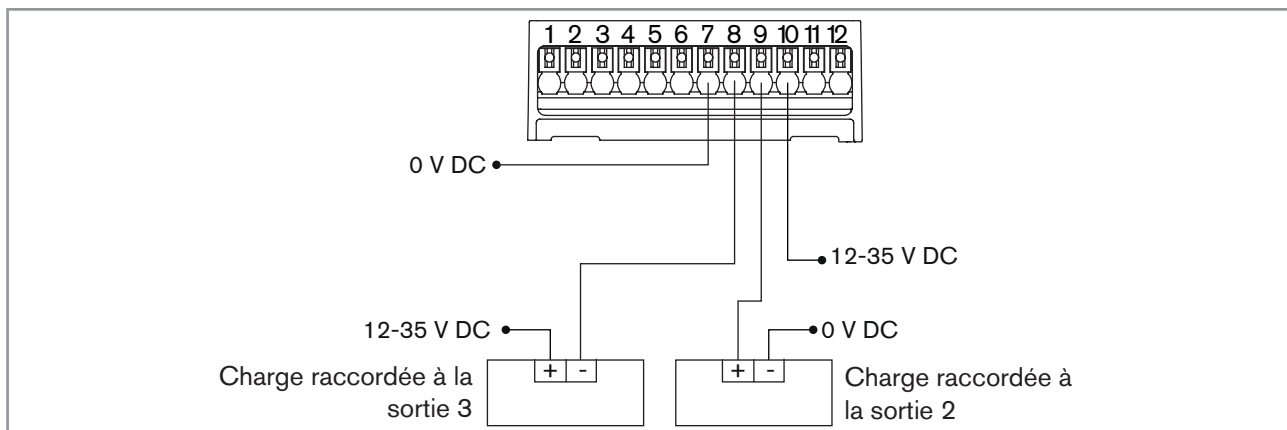 1 2 3 4 5 6 7 8 9 10 11 12
0 V DC
12-35 V DC
12-35 V DC
0 V DC
+ -
+ -
Charge raccordée à la
sortie 3
Charge raccordée à
la sortie 2